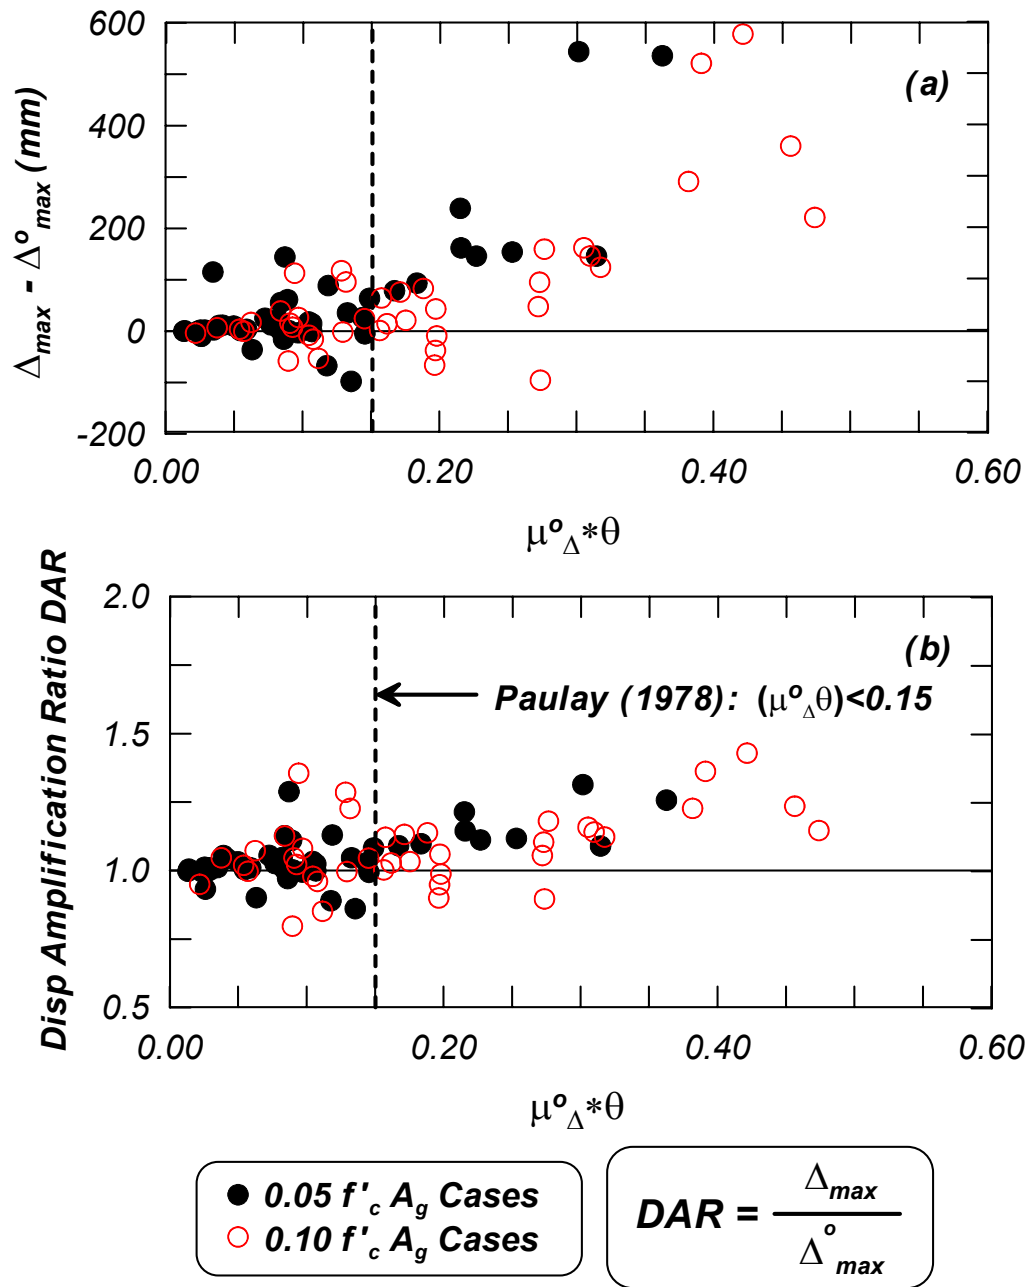 600
400
200
0
-200
Δmax - Δºmax (mm)
(a)
0.00 0.20 0.40 0.60
μºΔ*θ
Disp Amplification Ratio DAR
2.0
1.5
1.0
0.5
(b)
Paulay (1978): (μºΔθ)<0.15
0.00 0.20 0.40 0.60
μºΔ*θ
0.05 f'c Ag Cases
0.10 f'c Ag Cases
DAR = Δmax / Δºmax